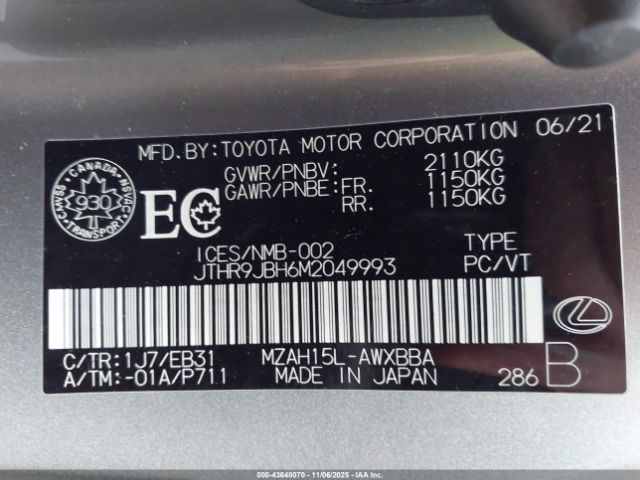 MFD.BY:TOYOTA MOTOR CORPORATION 06/21
GVWR/PNBV: 2110KG
GAWR/PNBE:FR. 1150KG
RR. 1150KG
CANADA
CMVSS NSVAC
930
TRANSPORT
EC
ICES/NMB-002 TYPE
JTHR9JBH6M2049993 PC/VT
C/TR:1J7/EB31 MZAH15L-AWXBBA
A/TM:-01A/P711 MADE IN JAPAN 286 B
000-43648070 11/06/2025 IAA Inc.